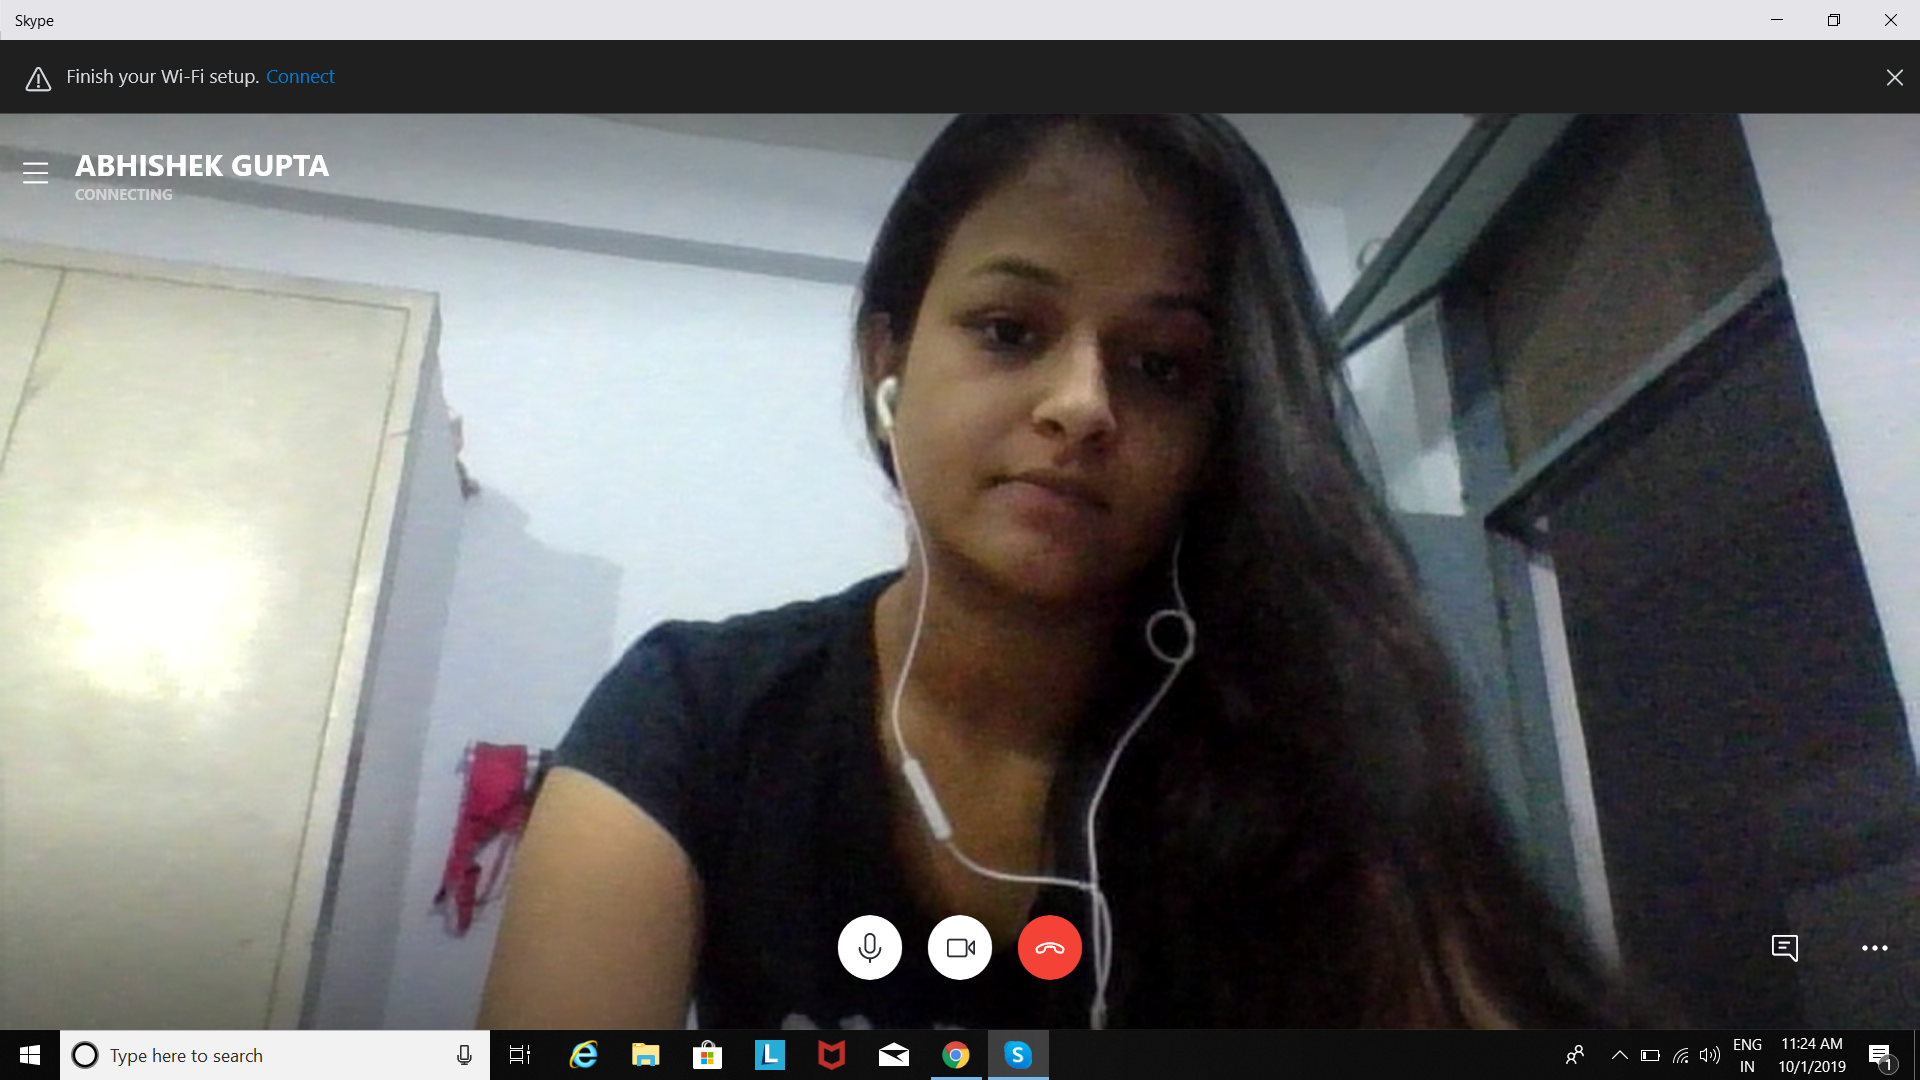 Skype
Finish your Wi-Fi setup. Connect
ABHISHEK GUPTA
CONNECTING
Type here to search
L
S
ENG
IN
11:24 AM
10/1/2019
1